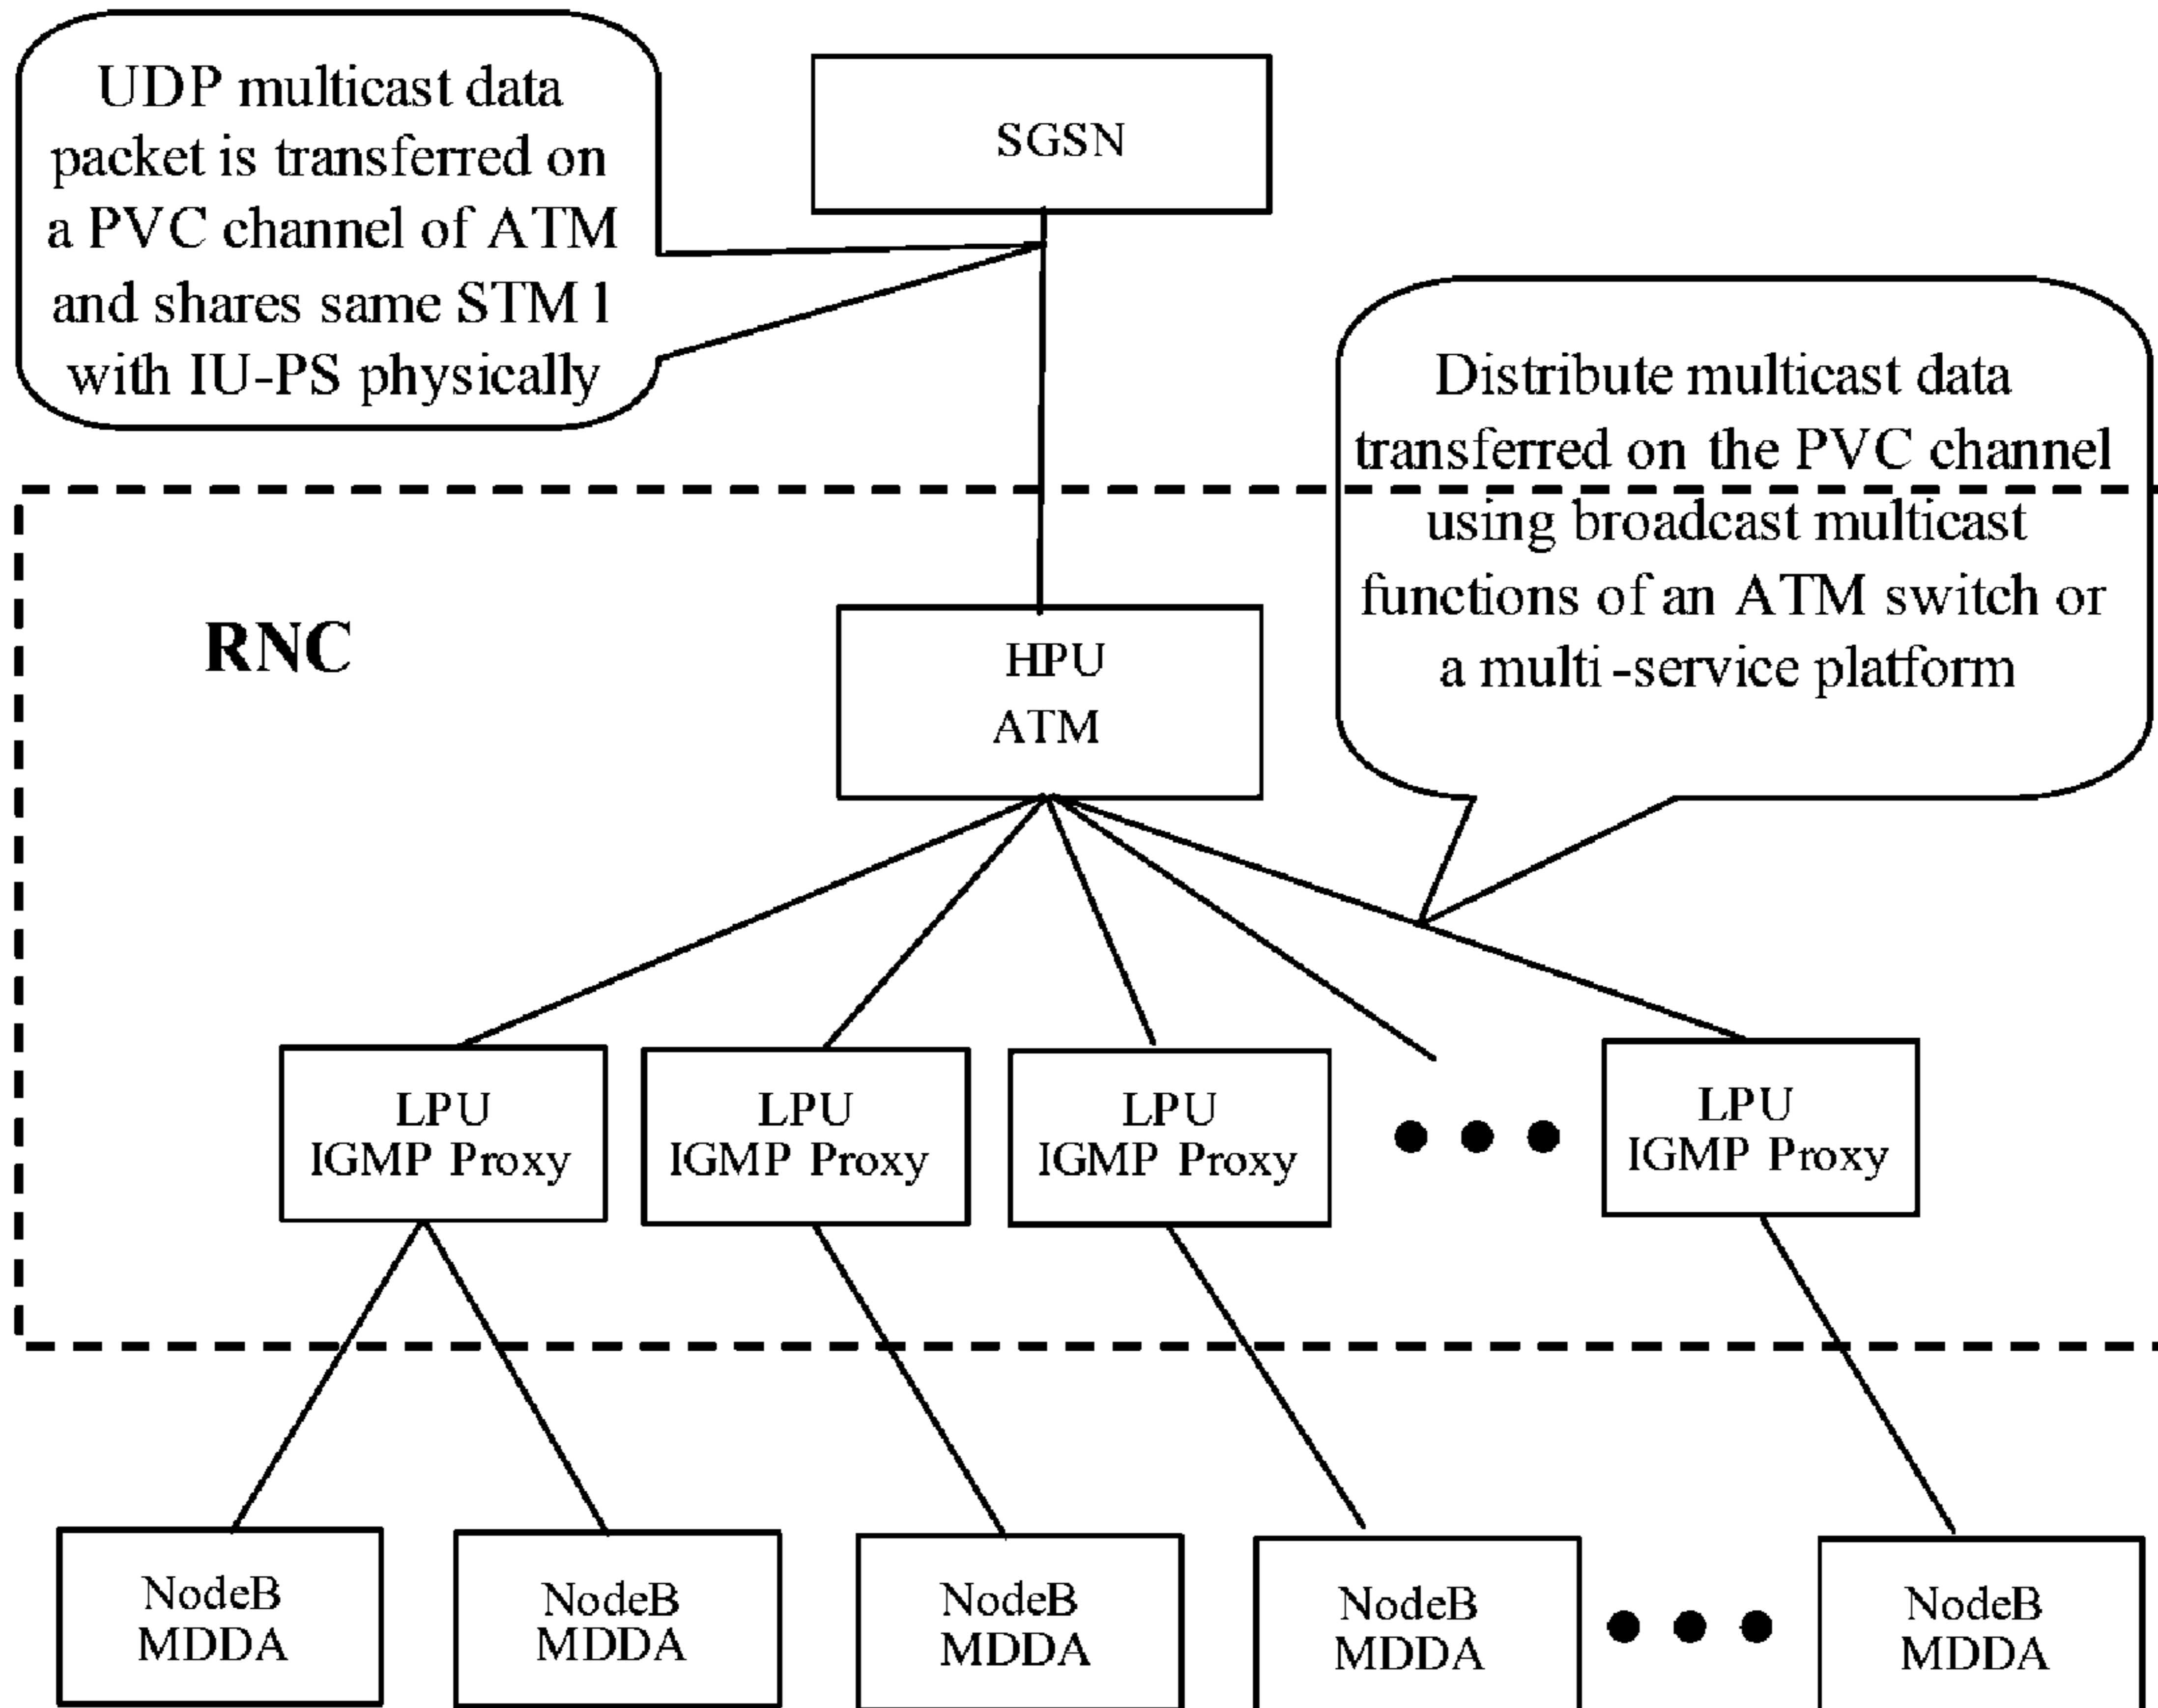 UDP multicast data
packet is transferred on
a PVC channel of ATM
and shares same STM 1
with IU-PS physically
SGSN
Distribute multicast data
transferred on the PVC channel
using broadcast multicast
functions of an ATM switch or
a multi-service platform
RNC
HPU
ATM
LPU
IGMP Proxy
LPU
IGMP Proxy
LPU
IGMP Proxy
LPU
IGMP Proxy
NodeB
MDDA
NodeB
MDDA
NodeB
MDDA
NodeB
MDDA
NodeB
MDDA